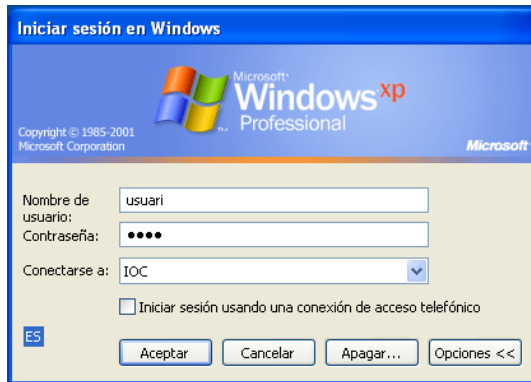 Iniciar sesión en Windows
Microsoft
Windows xp
Professional
Copyright © 1985-2001
Microsoft Corporation
Microsoft
Nombre de
usuario:
usuari
Contraseña:
••••
Conectarse a:
IOC
Iniciar sesión usando una conexión de acceso telefónico
ES
Aceptar
Cancelar
Apagar...
Opciones <<